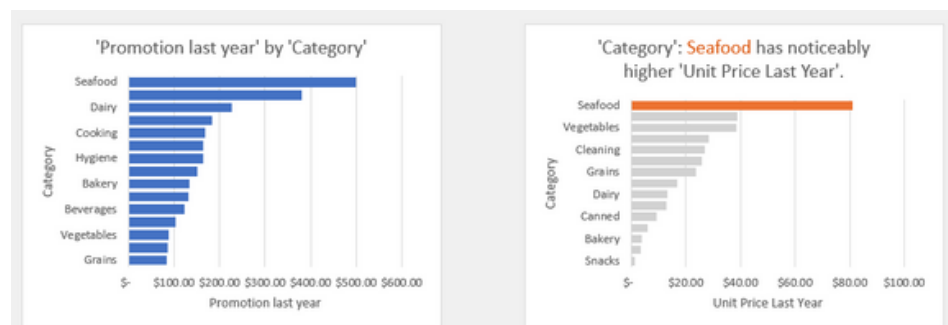 'Promotion last year' by 'Category'
Seafood
Dairy
Cooking
Hygiene
Bakery
Beverages
Vegetables
Grains
Category
$- $100.00 $200.00 $300.00 $400.00 $500.00 $600.00
Promotion last year
'Category': Seafood has noticeably
higher 'Unit Price Last Year'.
Seafood
Vegetables
Cleaning
Grains
Dairy
Canned
Bakery
Snacks
Category
$- $20.00 $40.00 $60.00 $80.00 $100.00
Unit Price Last Year